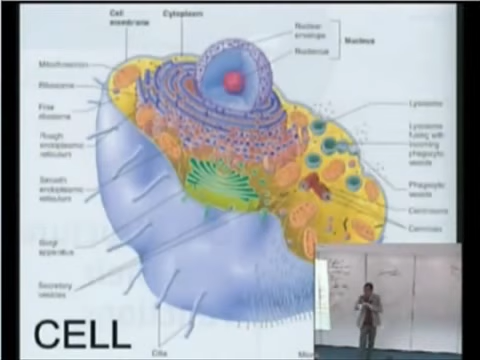 Cell
membrane
Cytoplasm
Nuclear
envelope
Nucleus
Nucleolus
Mitochondrion
Ribosome
Free
ribosome
Rough
endoplasmic
reticulum
Smooth
endoplasmic
reticulum
Golgi
apparatus
Secretory
vesicles
Cilia
Lysosome
Lysosome
fusing with
incoming
phagocytic
vesicle
Phagocytic
vesicle
Centrosome
Centrioles
CELL